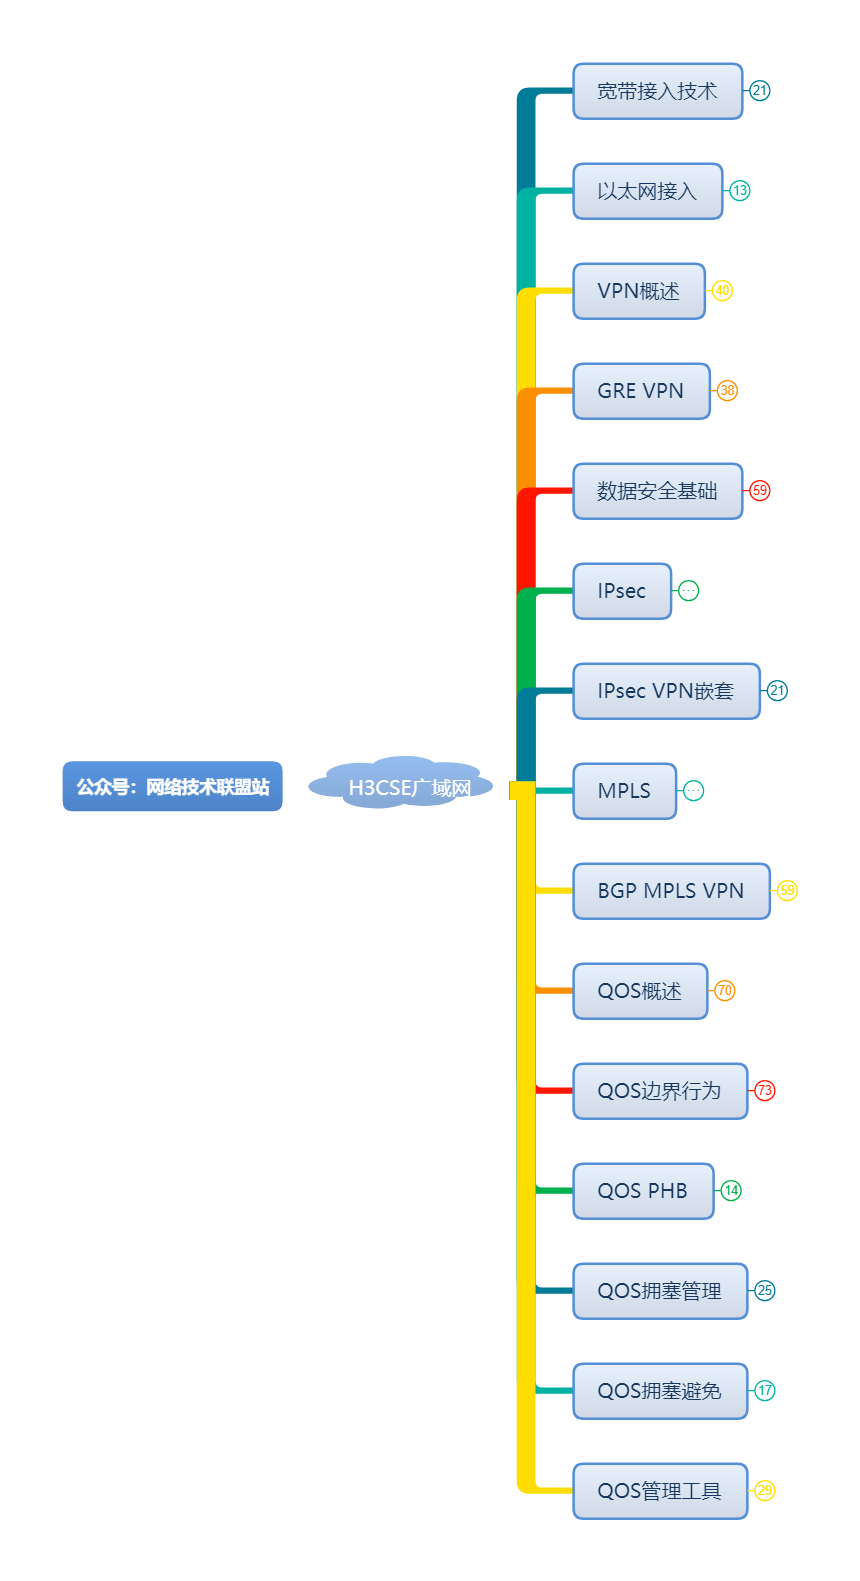 宽带接入技术 21
以太网接入 13
VPN概述 40
GRE VPN 38
数据安全基础 59
IPsec ...
IPsec VPN嵌套 21
公众号：网络技术联盟站
H3CSE广域网
MPLS ...
BGP MPLS VPN 59
QOS概述 70
QOS边界行为 73
QOS PHB 14
QOS拥塞管理 25
QOS拥塞避免 17
QOS管理工具 29